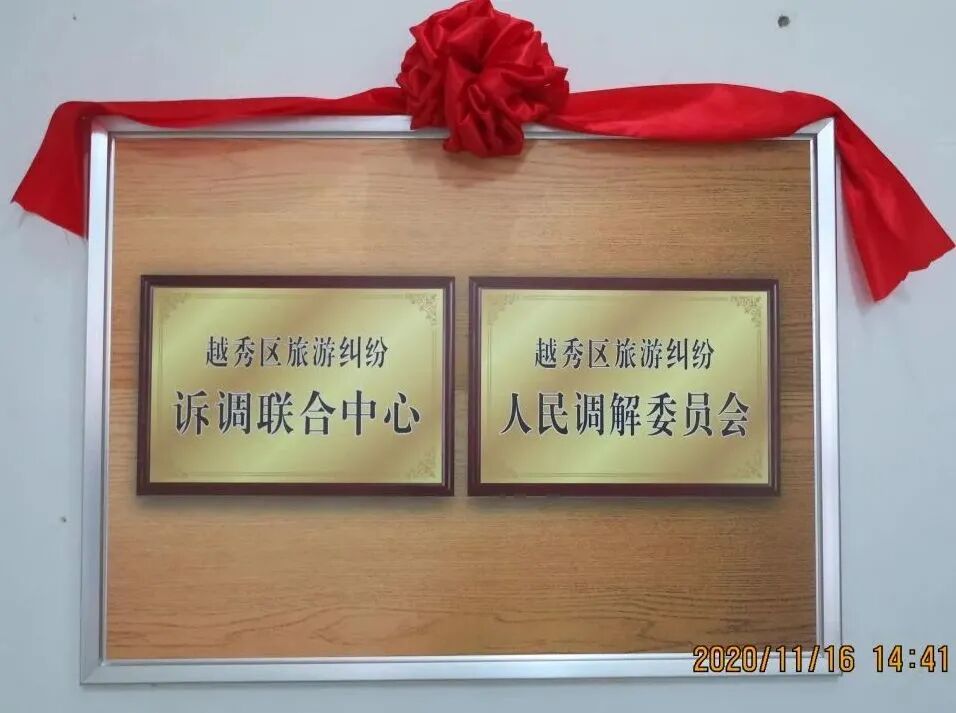 越秀区旅游纠纷
诉调联合中心
越秀区旅游纠纷
人民调解委员会
2020/11/16 14:41